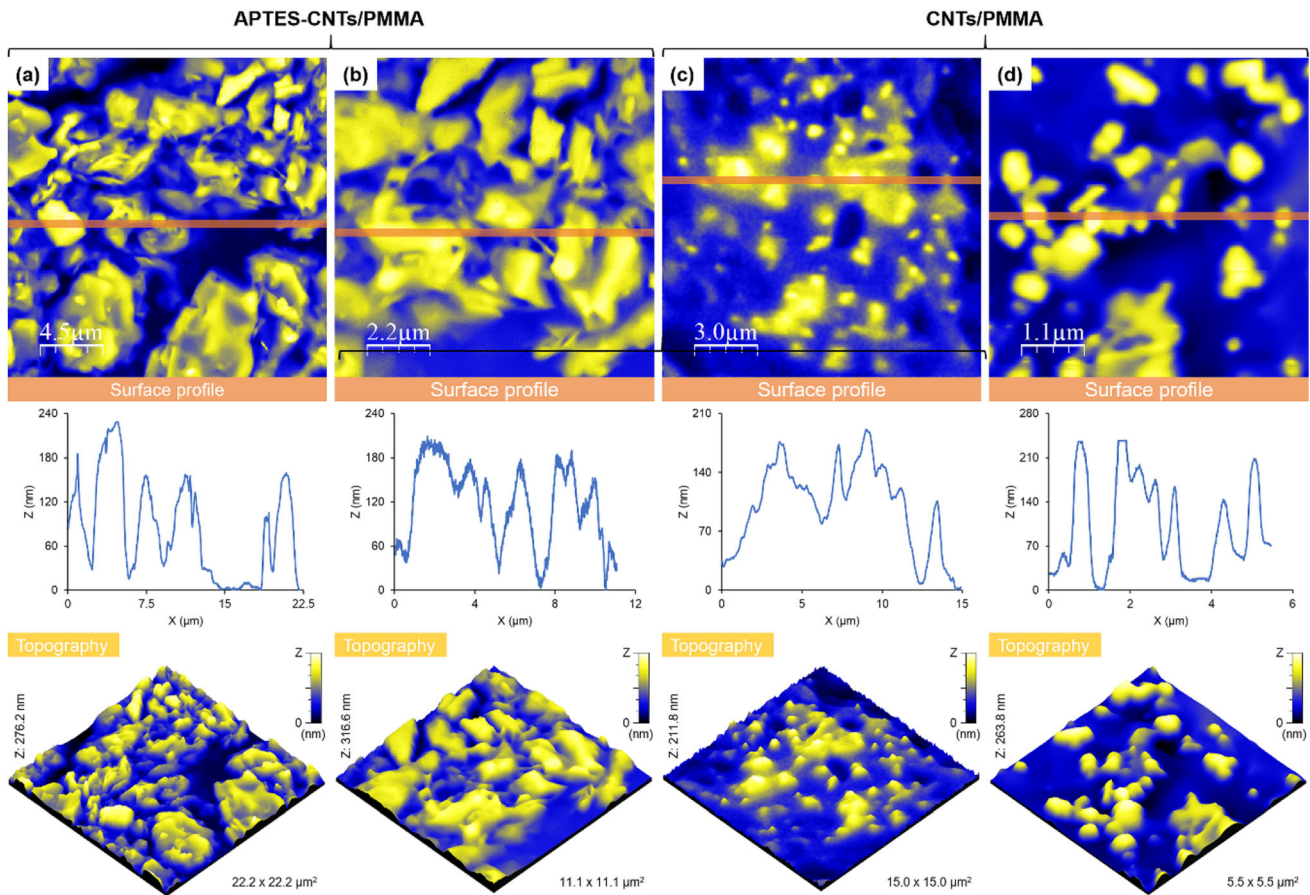 APTES-CNTs/PMMA
CNTs/PMMA
(a)
(b)
(c)
(d)
4.5μm
2.2μm
3.0μm
1.1μm
Surface profile
Surface profile
Surface profile
Surface profile
240
180
120
60
0
Z (nm)
0
7.5
15
22.5
X (μm)
240
180
120
60
0
Z (nm)
0
4
8
12
X (μm)
210
140
70
0
Z (nm)
0
5
10
15
X (μm)
280
210
140
70
0
Z (nm)
0
2
4
6
X (μm)
Topography
Z
0
(nm)
Z: 276.2 nm
22.2 x 22.2 μm²
Topography
Z
0
(nm)
Z: 316.6 nm
11.1 x 11.1 μm²
Topography
Z
0
(nm)
Z: 211.8 nm
15.0 x 15.0 μm²
Topography
Z
0
(nm)
Z: 263.8 nm
5.5 x 5.5 μm²